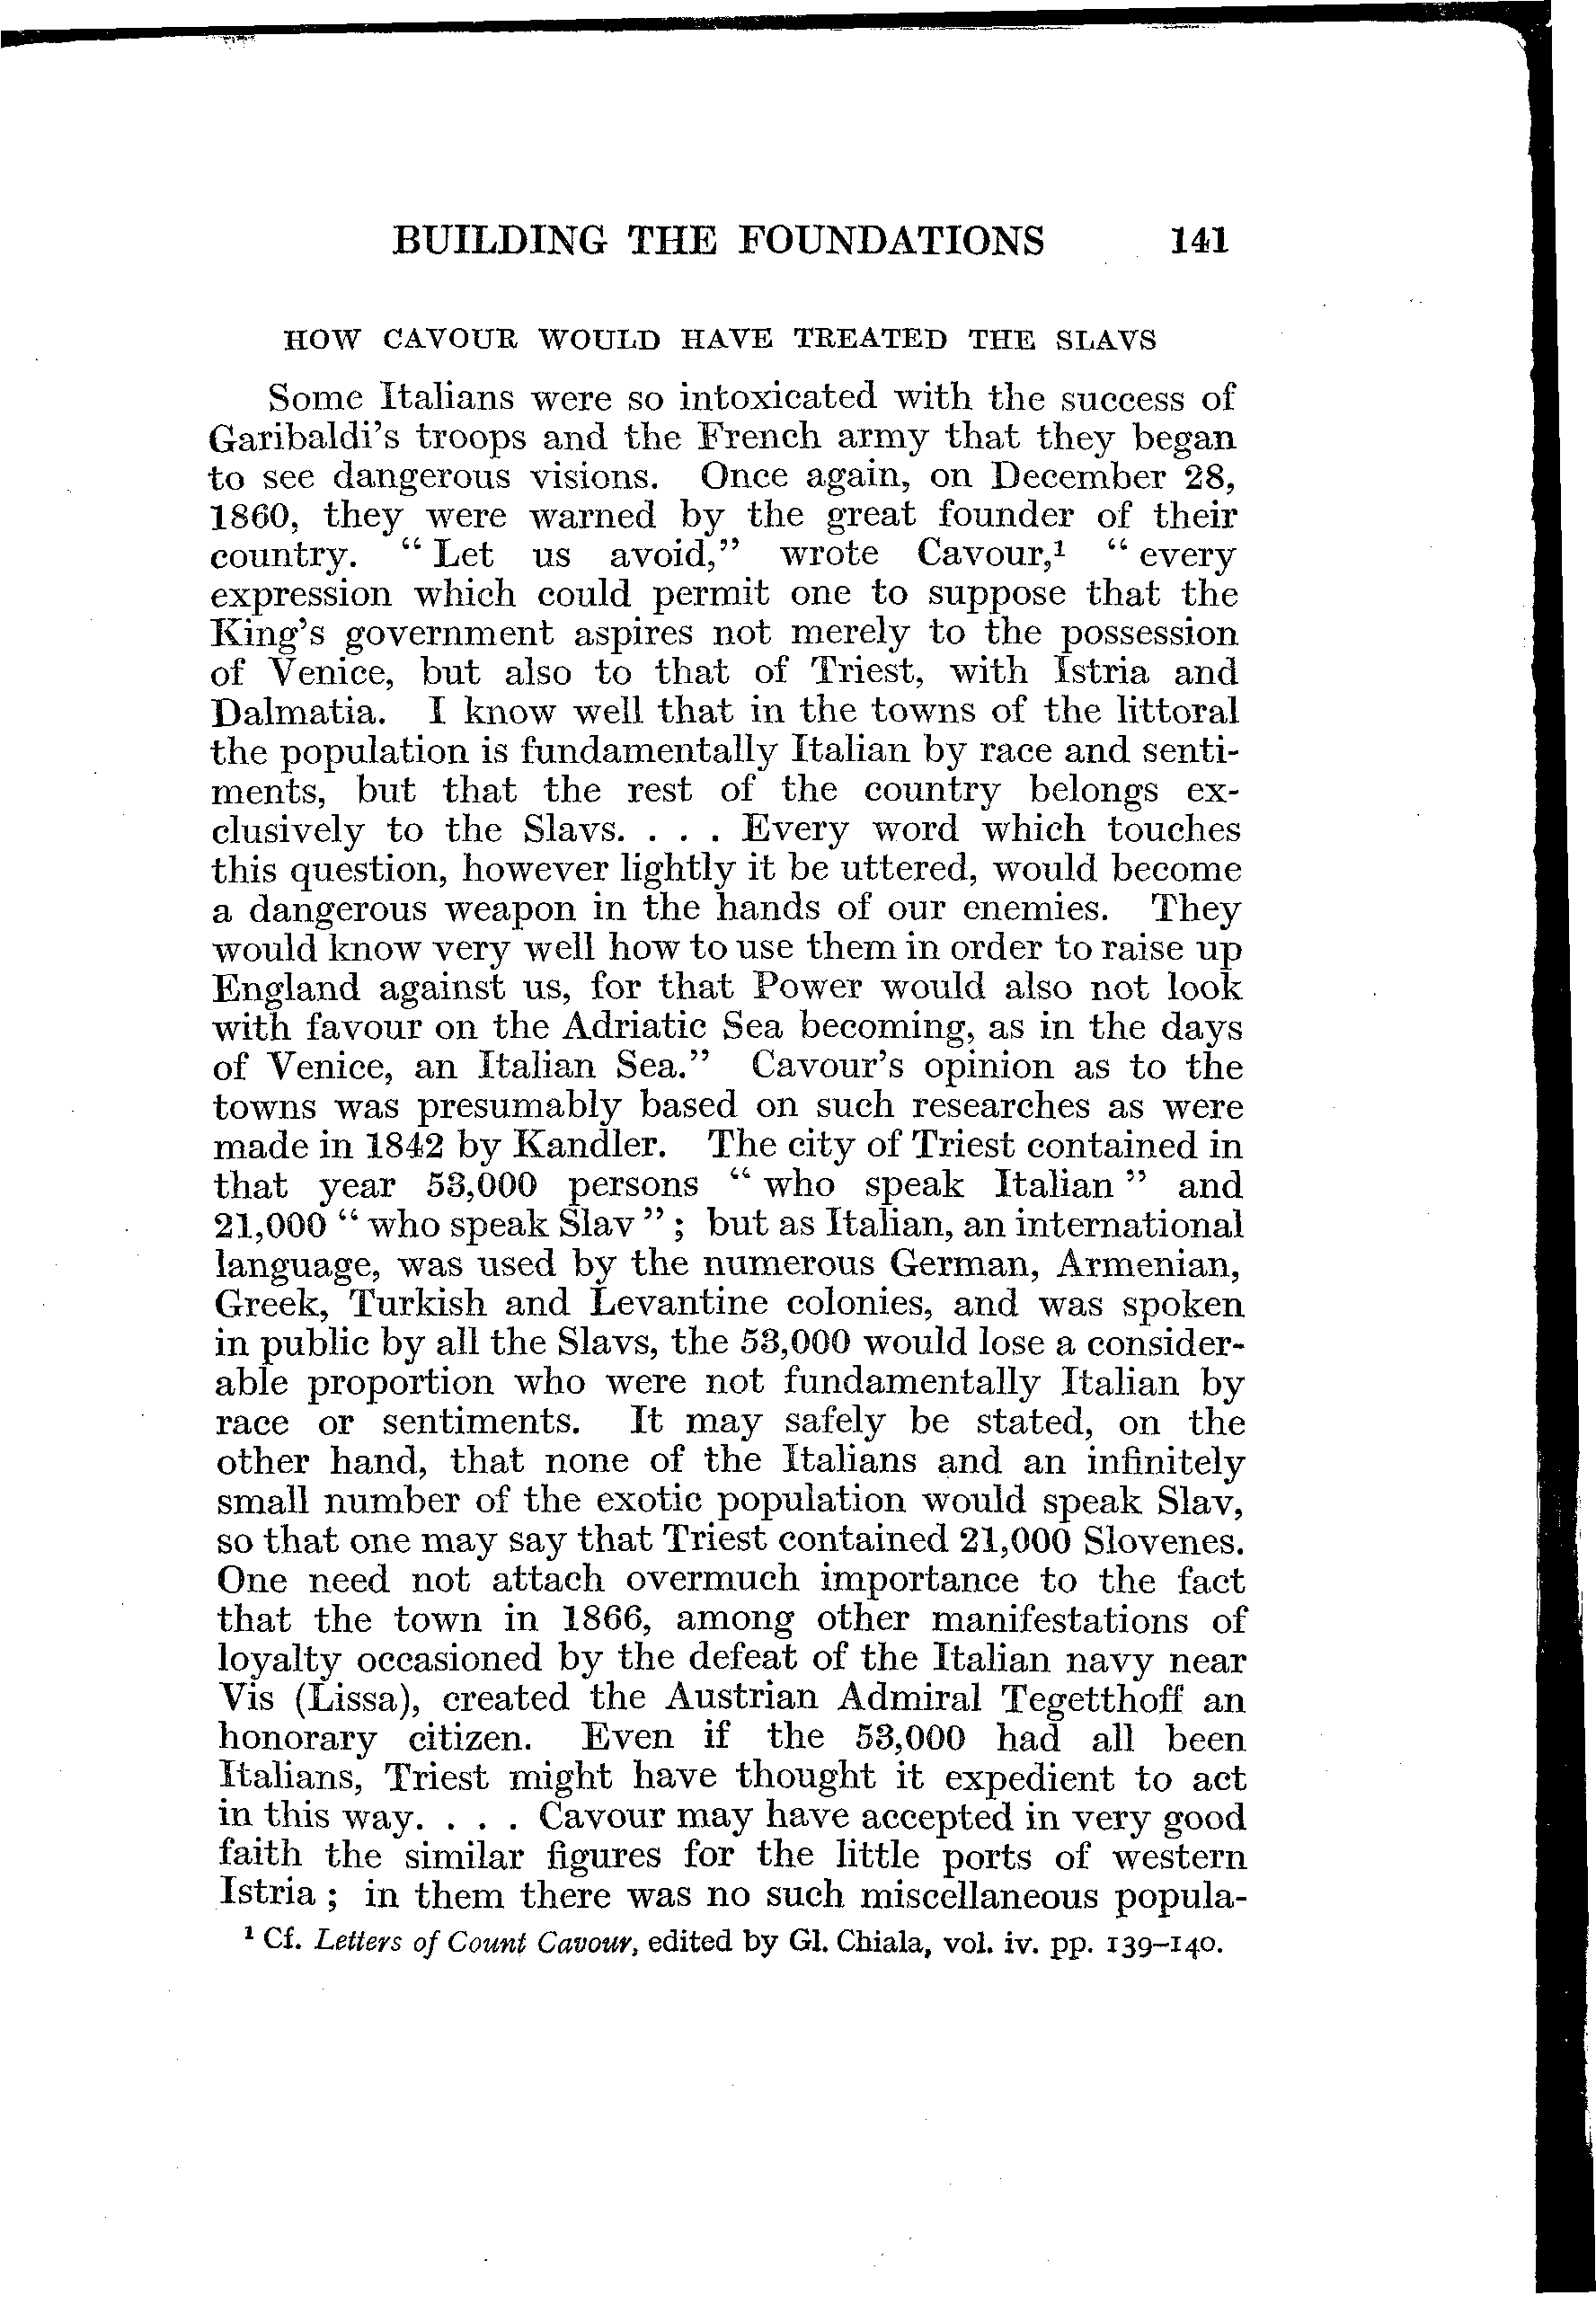 BUILDING THE FOUNDATIONS 141
HOW CAVOUR WOULD HAVE TREATED THE SLAVS
Some Italians were so intoxicated with the success of
Garibaldi's troops and the French army that they began
to see dangerous visions. Once again, on December 28,
1860, they were warned by the great founder of their
country. “ Let us avoid,” wrote Cavour,¹ “ every
expression which could permit one to suppose that the
King's government aspires not merely to the possession
of Venice, but also to that of Triest, with Istria and
Dalmatia. I know well that in the towns of the littoral
the population is fundamentally Italian by race and senti-
ments, but that the rest of the country belongs ex-
clusively to the Slavs. . . . Every word which touches
this question, however lightly it be uttered, would become
a dangerous weapon in the hands of our enemies. They
would know very well how to use them in order to raise up
England against us, for that Power would also not look
with favour on the Adriatic Sea becoming, as in the days
of Venice, an Italian Sea.” Cavour's opinion as to the
towns was presumably based on such researches as were
made in 1842 by Kandler. The city of Triest contained in
that year 53,000 persons “ who speak Italian ” and
21,000 “ who speak Slav ” ; but as Italian, an international
language, was used by the numerous German, Armenian,
Greek, Turkish and Levantine colonies, and was spoken
in public by all the Slavs, the 53,000 would lose a consider-
able proportion who were not fundamentally Italian by
race or sentiments. It may safely be stated, on the
other hand, that none of the Italians and an infinitely
small number of the exotic population would speak Slav,
so that one may say that Triest contained 21,000 Slovenes.
One need not attach overmuch importance to the fact
that the town in 1866, among other manifestations of
loyalty occasioned by the defeat of the Italian navy near
Vis (Lissa), created the Austrian Admiral Tegetthoff an
honorary citizen. Even if the 53,000 had all been
Italians, Triest might have thought it expedient to act
in this way. . . . Cavour may have accepted in very good
faith the similar figures for the little ports of western
Istria ; in them there was no such miscellaneous popula-
¹ Cf. Letters of Count Cavour, edited by Gl. Chiala, vol. iv. pp. 139–140.